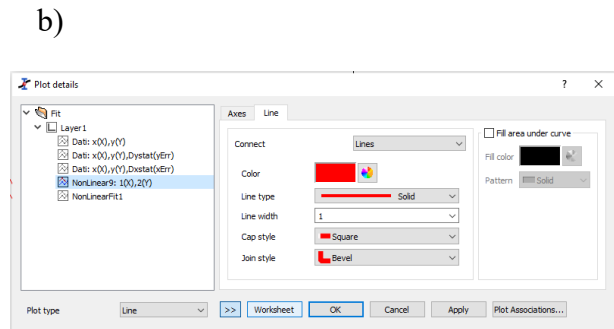 b)
Plot details ? ×
Fit
Layer1
Dati: x(X),y(Y)
Dati: x(X),y(Y),Dystat(yErr)
Dati: x(X),y(Y),Dxstat(xErr)
NonLinear9: 1(X),2(Y)
NonLinearFit1
Axes Line
Connect Lines
Color
Line type Solid
Line width 1
Cap style Square
Join style Bevel
Fill area under curve
Fill color
Pattern Solid
Plot type Line >> Worksheet OK Cancel Apply Plot Associations...